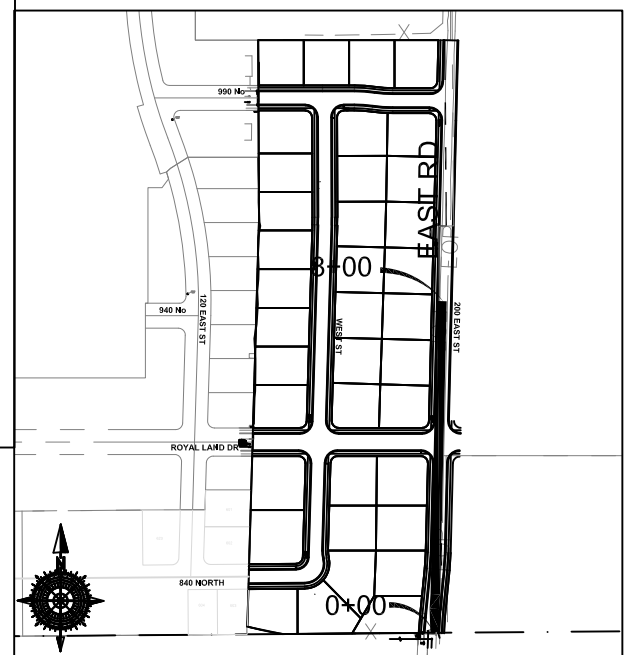 990 No
EAST RD
EOP
8+00
120 EAST ST
940 No
WEST ST
200 EAST ST
ROYAL LAND DR
N
840 NORTH
0+00